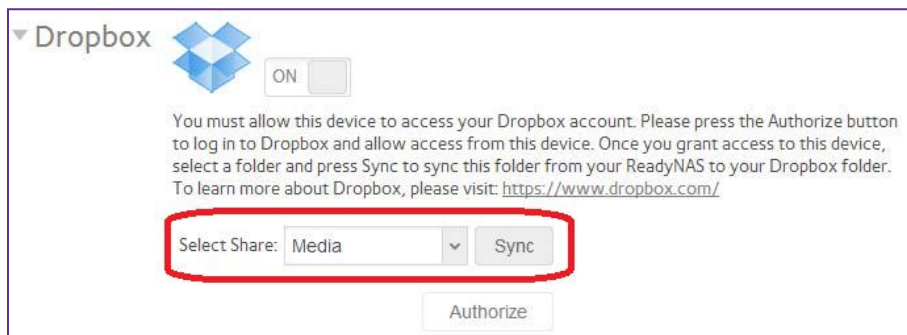 Dropbox
ON
You must allow this device to access your Dropbox account. Please press the Authorize button
to log in to Dropbox and allow access from this device. Once you grant access to this device,
select a folder and press Sync to sync this folder from your ReadyNAS to your Dropbox folder.
To learn more about Dropbox, please visit: https://www.dropbox.com/
Select Share: Media Sync
Authorize